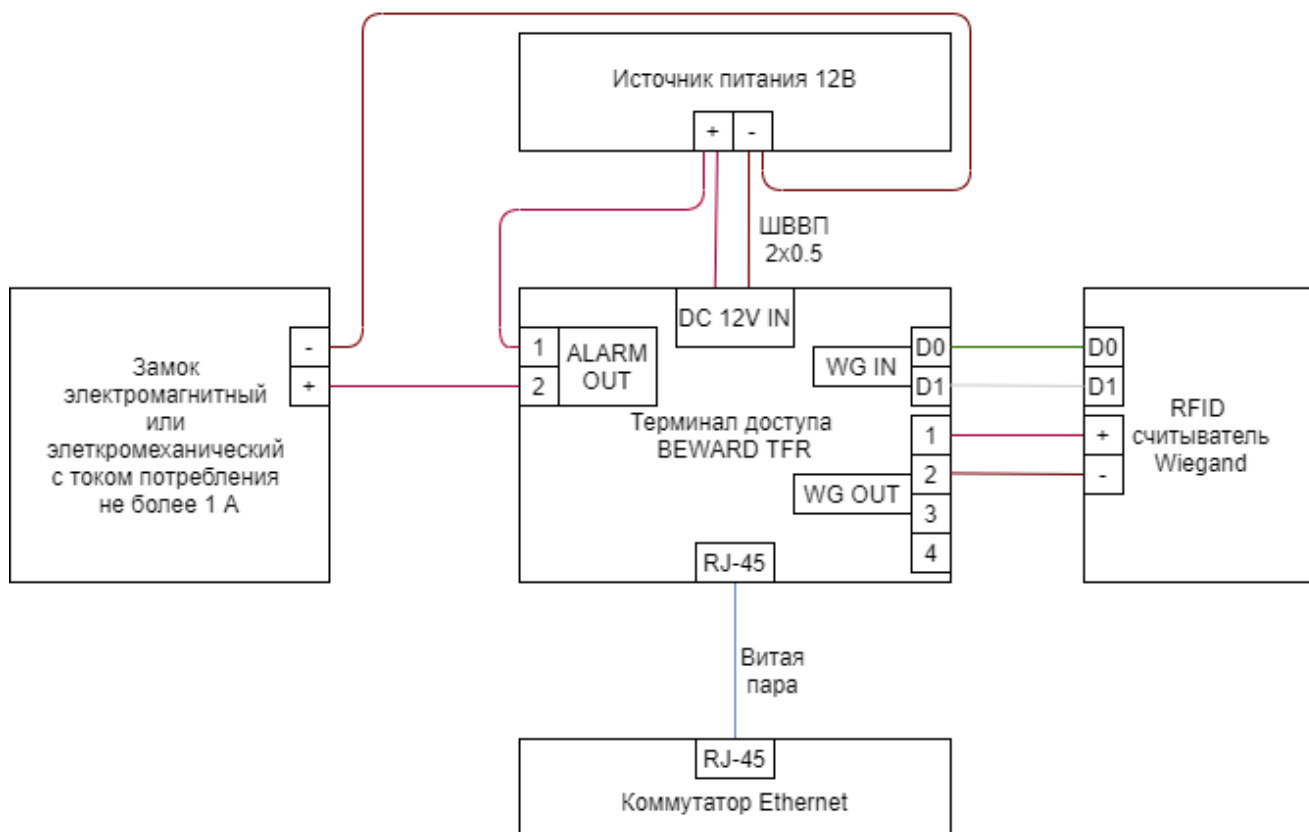 Источник питания 12В
+
-
ШВВП
2x0.5
Замок
электромагнитный
или
элеткромеханический
с током потребления
не более 1 А
-
+
1
2
ALARM
OUT
DC 12V IN
WG IN
D0
D1
Терминал доступа
BEWARD TFR
WG OUT
1
2
3
4
RJ-45
D0
D1
+
-
RFID
считыватель
Wiegand
Витая
пара
RJ-45
Коммутатор Ethernet